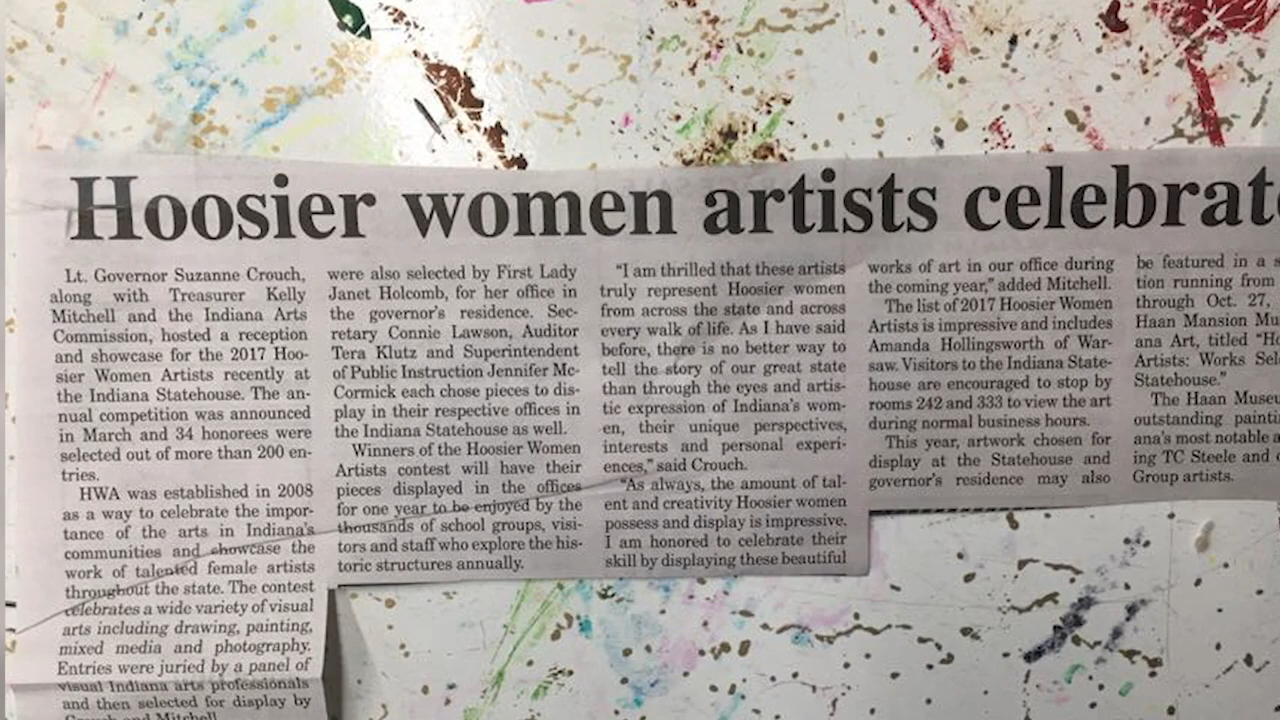 Hoosier women artists celebrat
Lt. Governor Suzanne Crouch,
along with Treasurer Kelly
Mitchell and the Indiana Arts
Commission, hosted a reception
and showcase for the 2017 Hoo-
sier Women Artists recently at
the Indiana Statehouse. The an-
nual competition was announced
in March and 34 honorees were
selected out of more than 200 en-
tries.
HWA was established in 2008
as a way to celebrate the impor-
tance of the arts in Indiana's
communities and showcase the
work of talented female artists
throughout the state. The contest
celebrates a wide variety of visual
arts including drawing, painting,
mixed media and photography.
Entries were juried by a panel of
visual Indiana arts professionals
and then selected for display by
Crouch and Mitchell
were also selected by First Lady
Janet Holcomb, for her office in
the governor's residence. Sec-
retary Connie Lawson, Auditor
Tera Klutz and Superintendent
of Public Instruction Jennifer Mc-
Cormick each chose pieces to dis-
play in their respective offices in
the Indiana Statehouse as well.
Winners of the Hoosier Women
Artists contest will have their
pieces displayed in the offices
for one year to be enjoyed by the
thousands of school groups, visi-
tors and staff who explore the his-
toric structures annually.
"I am thrilled that these artists
truly represent Hoosier women
from across the state and across
every walk of life. As I have said
before, there is no better way to
tell the story of our great state
than through the eyes and artis-
tic expression of Indiana's wom-
en, their unique perspectives,
interests and personal experi-
ences," said Crouch.
"As always, the amount of tal-
ent and creativity Hoosier women
possess and display is impressive.
I am honored to celebrate their
skill by displaying these beautiful
works of art in our office during
the coming year," added Mitchell.
The list of 2017 Hoosier Women
Artists is impressive and includes
Amanda Hollingsworth of War-
saw. Visitors to the Indiana State-
house are encouraged to stop by
rooms 242 and 333 to view the art
during normal business hours.
This year, artwork chosen for
display at the Statehouse and
governor's residence may also
be featured in a s
tion running from
through Oct. 27,
Haan Mansion Mu
ana Art, titled "Ho
Artists: Works Sel
Statehouse."
The Haan Museu
outstanding painti
ana's most notable a
ing TC Steele and
Group artists.